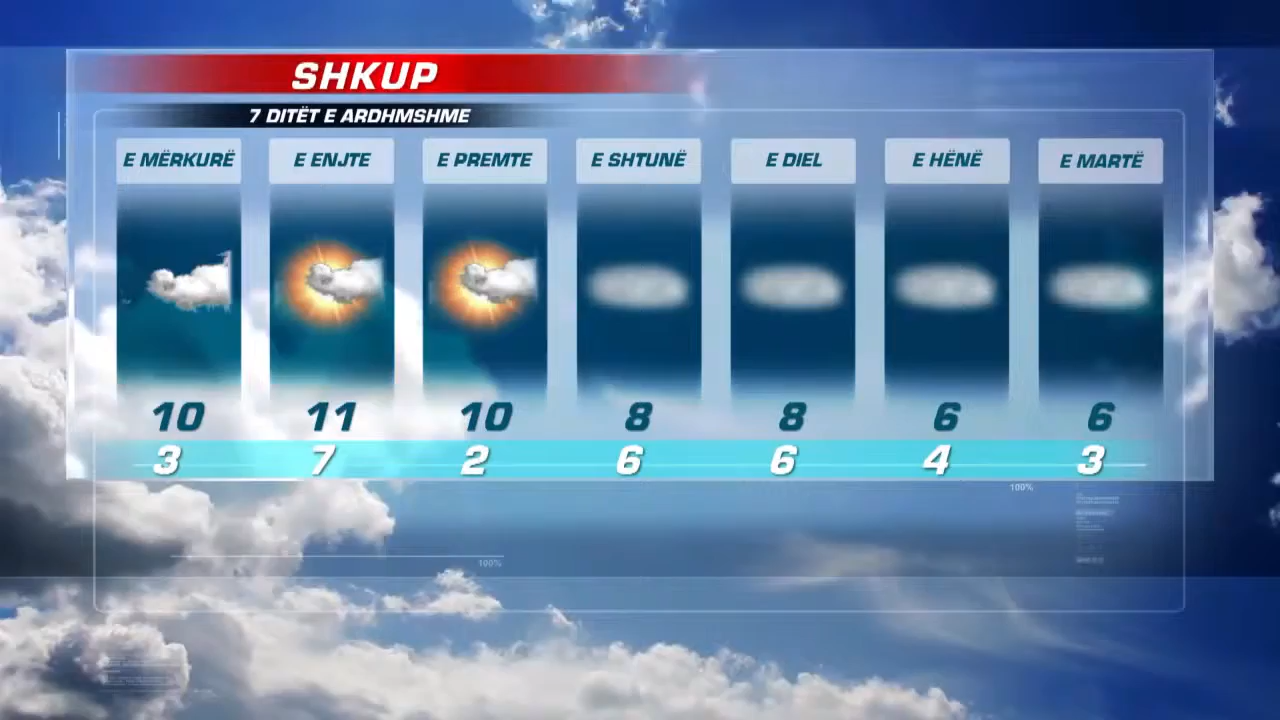 SHKUP
7 DITËT E ARDHMSHME
E MËRKURË E ENJTE E PREMTE E SHTUNË E DIEL E HËNË E MARTË
10 11 10 8 8 6 6
3 7 2 6 6 4 3
100%
100%